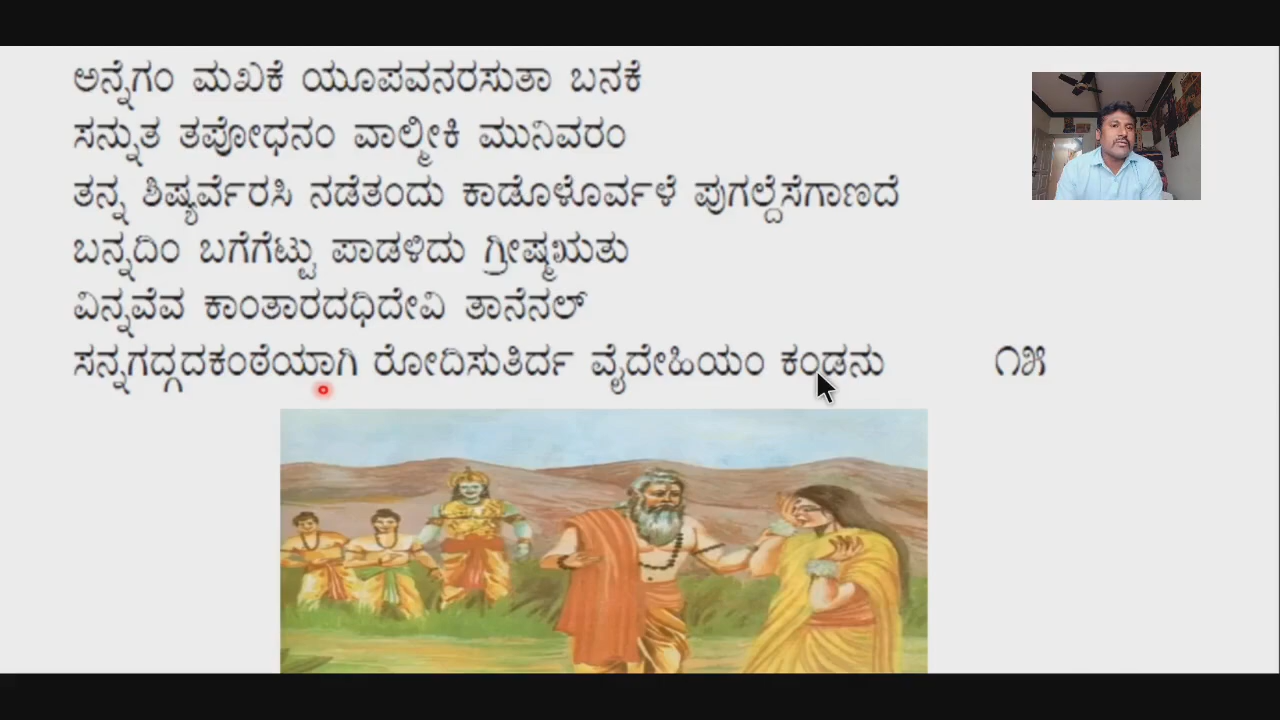 ಅನ್ನೆಗಂ ಮಖಕೆ ಯೂಪವನರಸುತಾ ಬನಕೆ
ಸನ್ನುತ ತಪೋಧನಂ ವಾಲ್ಮೀಕಿ ಮುನಿವರಂ
ತನ್ನ ಶಿಷ್ಯರ್ವೆರಸಿ ನಡೆತಂದು ಕಾಡೊಳೊರ್ವಳೆ ಪುಗಲ್ದೆಸೆಗಾಣದೆ
ಬನ್ನದಿಂ ಬಗೆಗೆಟ್ಟು ಪಾಡಳಿದು ಗ್ರೀಷ್ಮಋತು
ವಿನ್ನವೆವ ಕಾಂತಾರದಧಿದೇವಿ ತಾನೆನಲ್
ಸನ್ನಗದ್ಗದಕಂಠೆಯಾಗಿ ರೋದಿಸುತಿರ್ದ ವೈದೇಹಿಯಂ ಕಂಡನು ೧೫